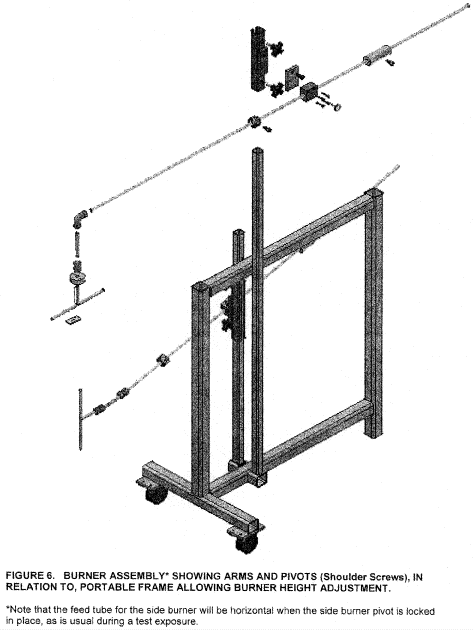 FIGURE 6. BURNER ASSEMBLY* SHOWING ARMS AND PIVOTS (Shoulder Screws), IN
RELATION TO, PORTABLE FRAME ALLOWING BURNER HEIGHT ADJUSTMENT.
*Note that the feed tube for the side burner will be horizontal when the side burner pivot is locked
in place, as is usual during a test exposure.